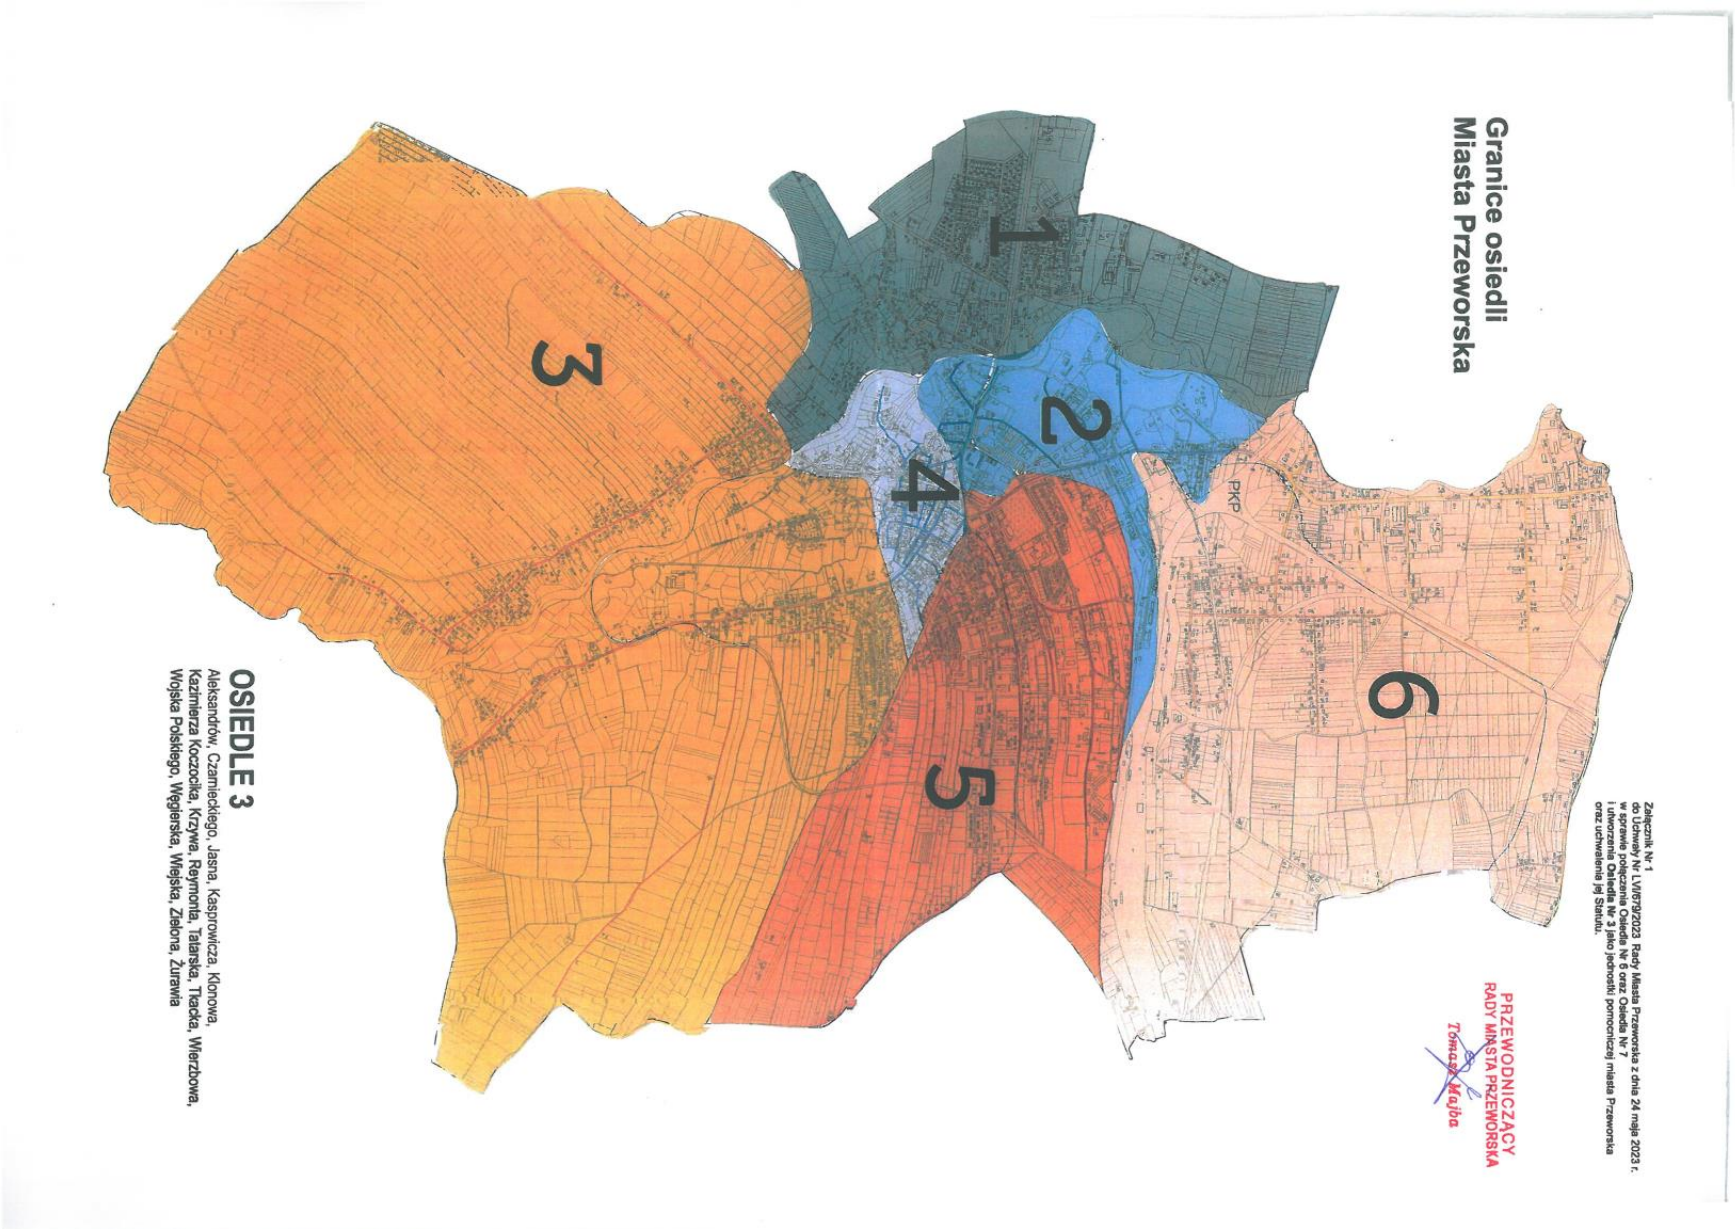 Granice osiedli
Miasta Przeworska
Załącznik Nr 1
do Uchwały Nr LVI/679/2023 Rady Miasta Przeworska z dnia 24 maja 2023 r.
w sprawie połączenia Osiedla Nr 6 oraz Osiedla Nr 7
i utworzenia Osiedla Nr 3 jako jednostki pomocniczej miasta Przeworska
oraz uchwalenia jej Statutu.
PRZEWODNICZĄCY
RADY MIASTA PRZEWORSKA
Tomasz Majba
1
2
3
4
5
6
PKP
OSIEDLE 3
Aleksandrów, Czarnieckiego, Jasna, Kasprowicza, Klonowa,
Kazimierza Koczocika, Krzywa, Reymonta, Tatarska, Tkacka, Wierzbowa,
Wojska Polskiego, Węgierska, Wiejska, Zielona, Żurawia